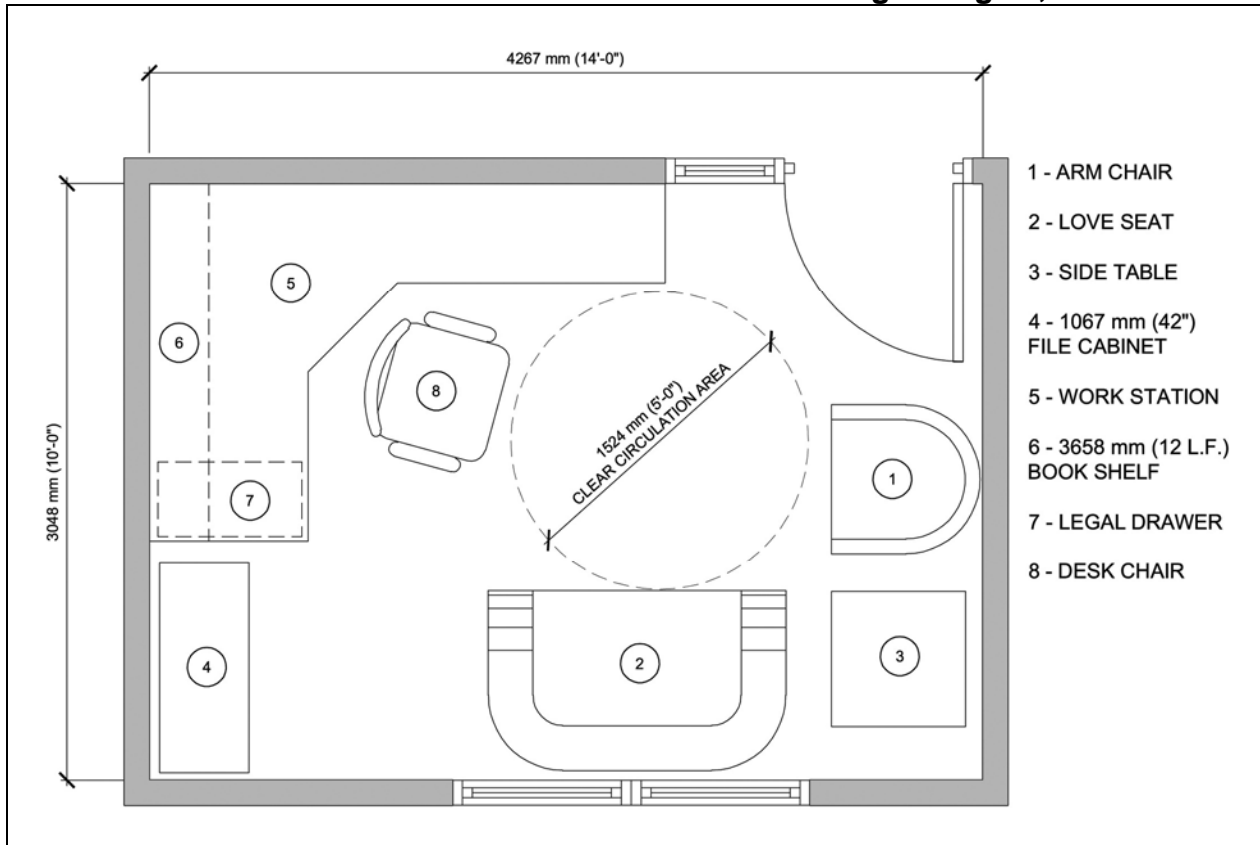 4267 mm (14'-0")
3048 mm (10'-0")
1524 mm (5'-0")
CLEAR CIRCULATION AREA
5
6
8
7
1
4
2
3
1 - ARM CHAIR
2 - LOVE SEAT
3 - SIDE TABLE
4 - 1067 mm (42")
FILE CABINET
5 - WORK STATION
6 - 3658 mm (12 L.F.)
BOOK SHELF
7 - LEGAL DRAWER
8 - DESK CHAIR